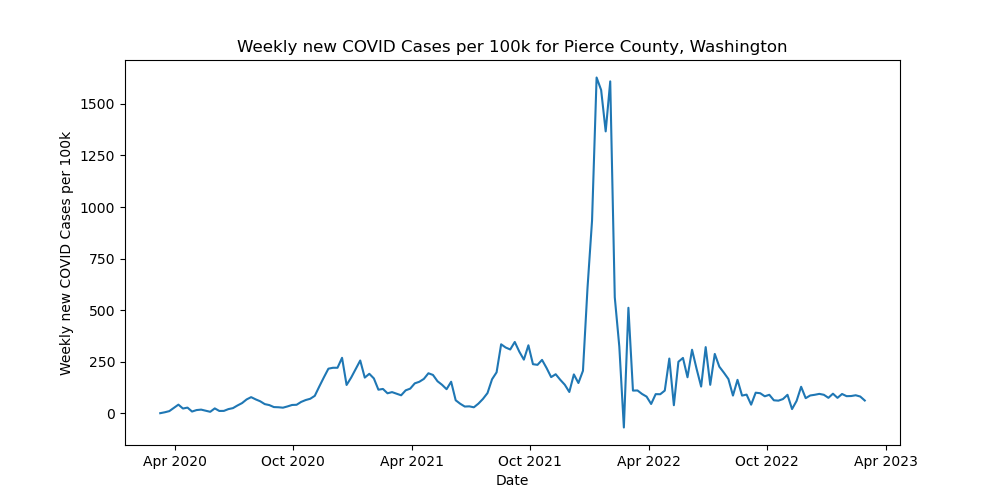 Weekly new COVID Cases per 100k for Pierce County, Washington
Weekly new COVID Cases per 100k
1500
1250
1000
750
500
250
0
Apr 2020
Oct 2020
Apr 2021
Oct 2021
Apr 2022
Oct 2022
Apr 2023
Date